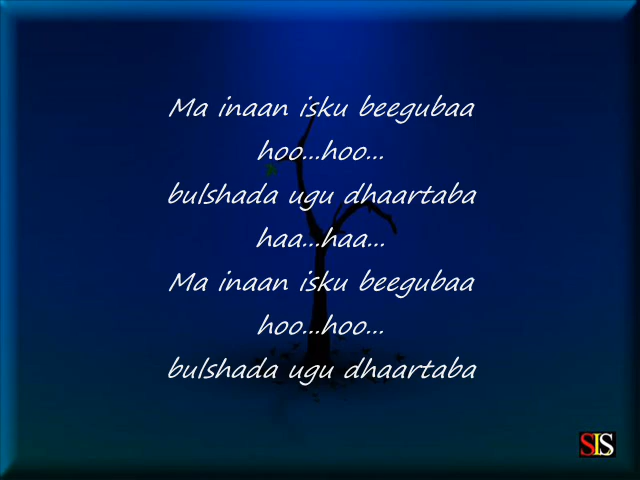 Ma inaan isku beegubaa
hoo...hoo...
bulshada ugu dhaartaba
haa...haa...
Ma inaan isku beegubaa
hoo...hoo...
bulshada ugu dhaartaba
SIS